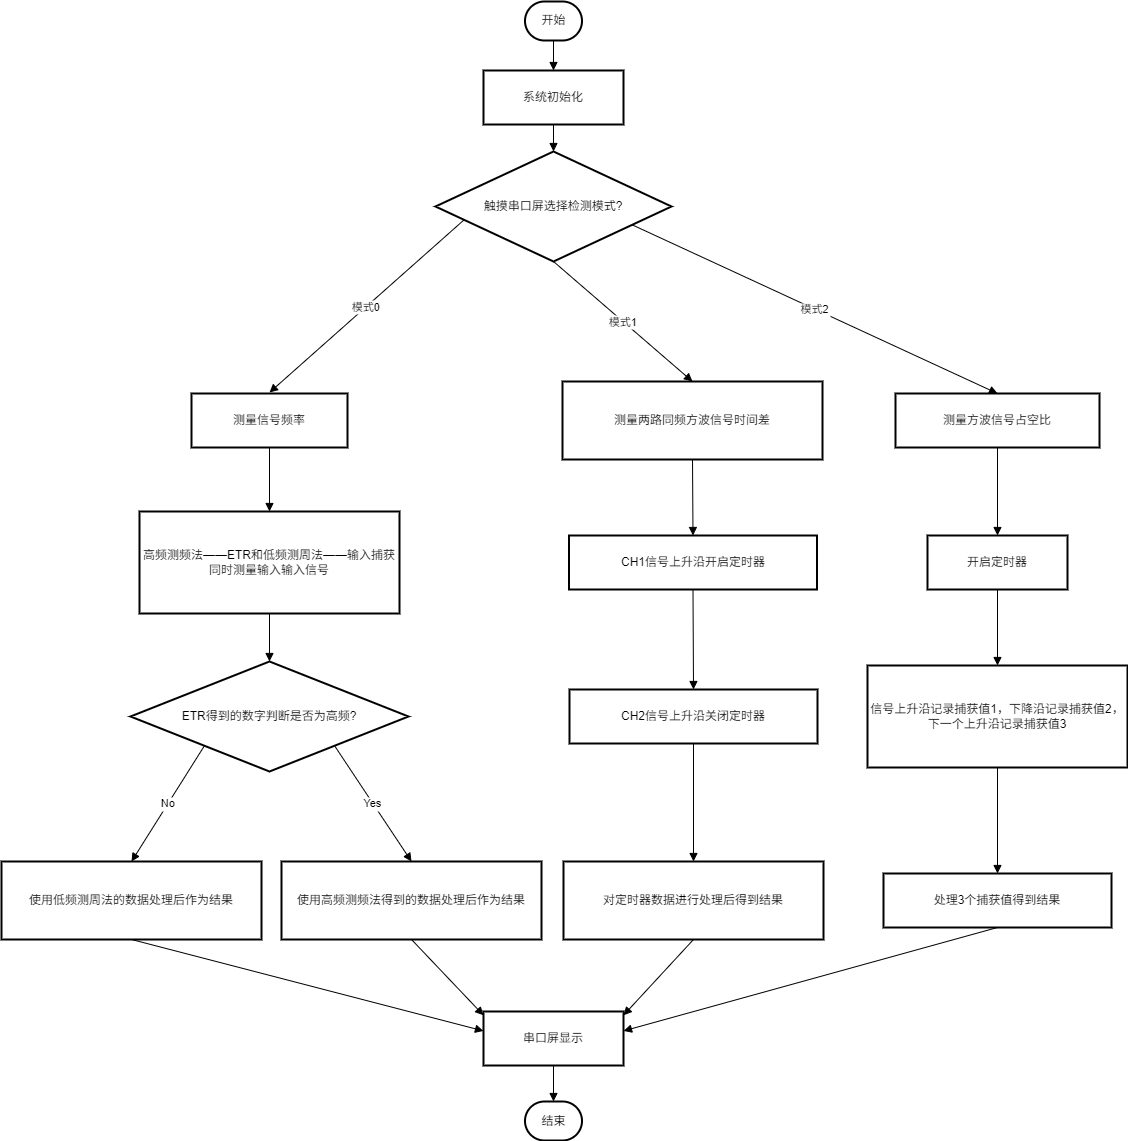 开始
系统初始化
触摸串口屏选择检测模式?
模式0
模式1
模式2
测量信号频率
测量两路同频方波信号时间差
测量方波信号占空比
高频测频法——ETR和低频测周法——输入捕获
同时测量输入输入信号
CH1信号上升沿开启定时器
开启定时器
ETR得到的数字判断是否为高频?
CH2信号上升沿关闭定时器
信号上升沿记录捕获值1，下降沿记录捕获值2，
下一个上升沿记录捕获值3
No
Yes
使用低频测周法的数据处理后作为结果
使用高频测频法得到的数据处理后作为结果
对定时器数据进行处理后得到结果
处理3个捕获值得到结果
串口屏显示
结束